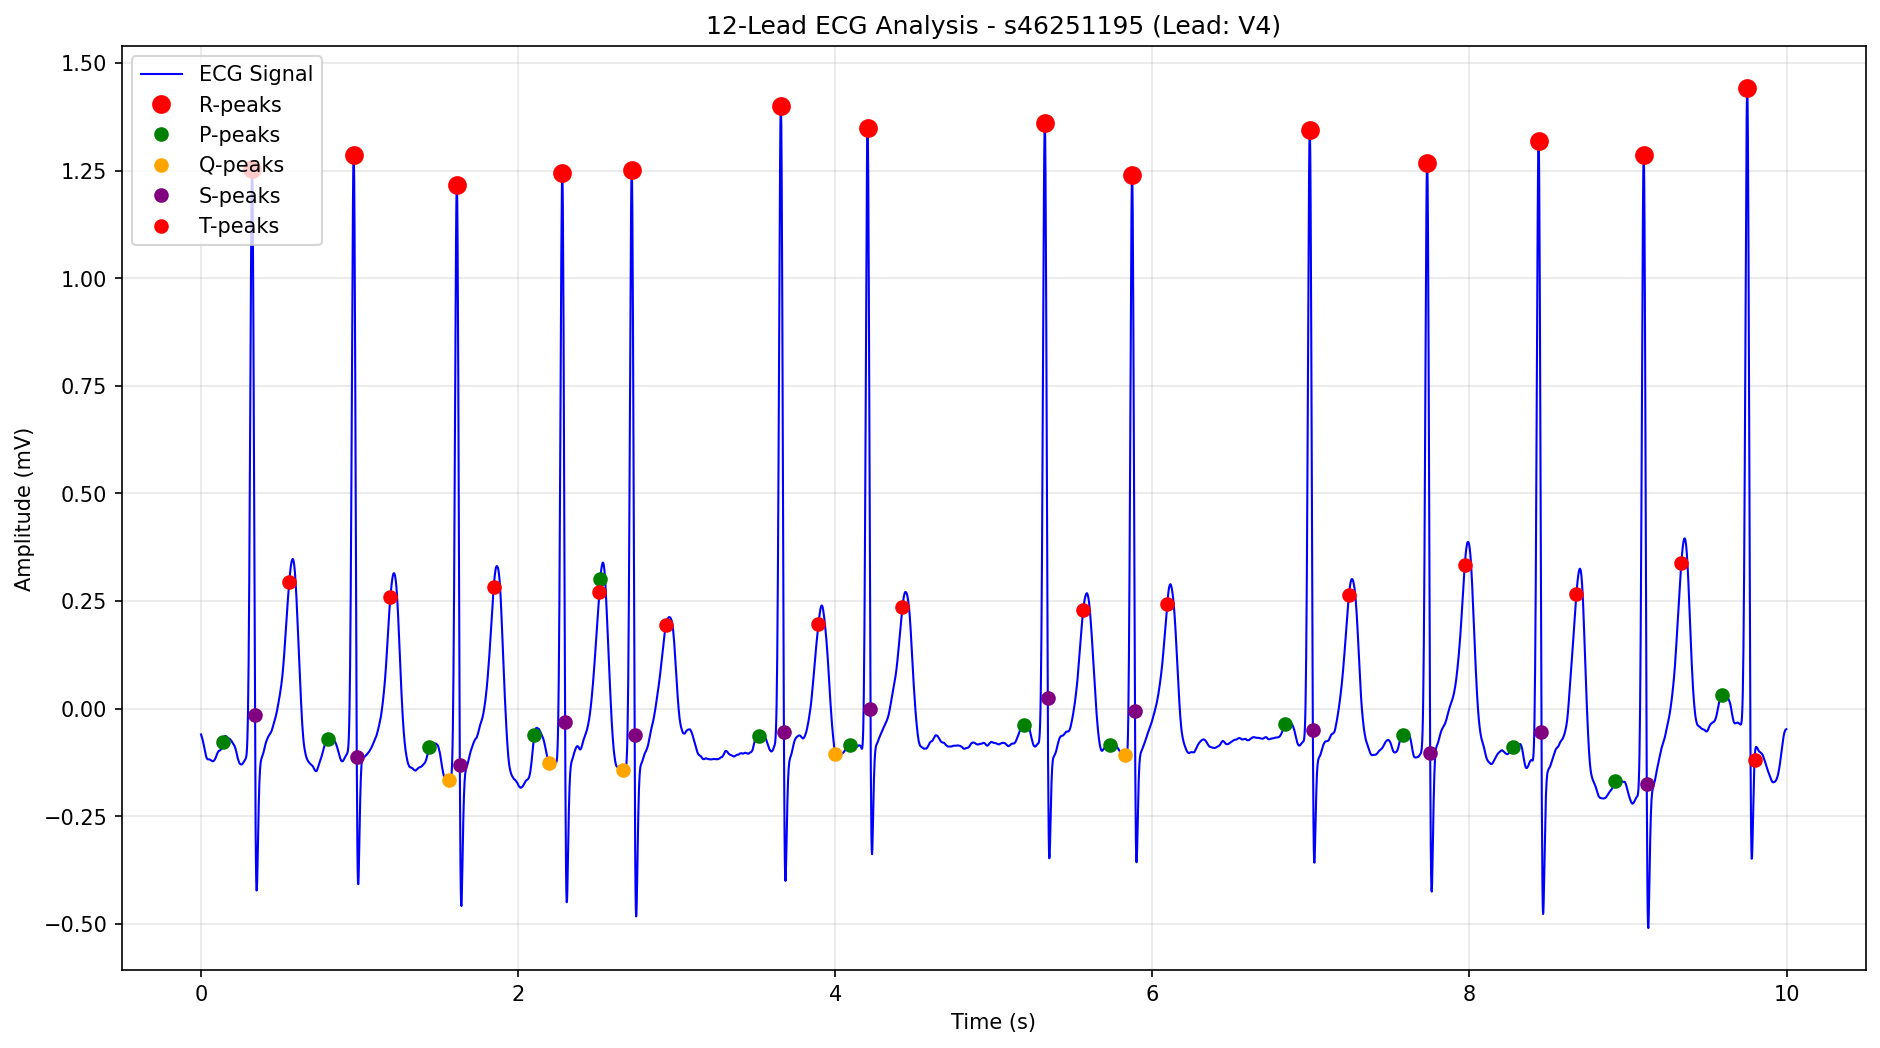 12-Lead ECG Analysis - s46251195 (Lead: V4)
ECG Signal
R-peaks
P-peaks
Q-peaks
S-peaks
T-peaks
Amplitude (mV)
1.50
1.25
1.00
0.75
0.50
0.25
0.00
−0.25
−0.50
0 2 4 6 8 10
Time (s)